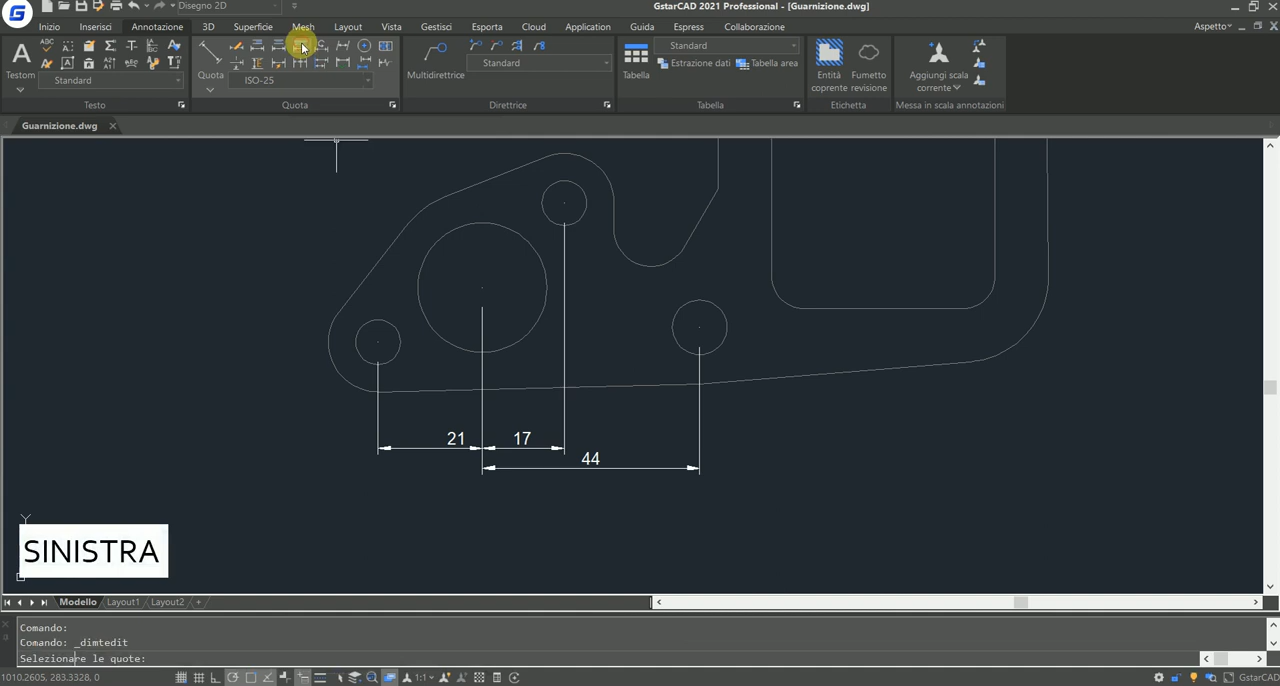 Disegno 2D
GstarCAD 2021 Professional - [Guarnizione.dwg]
Inizio Inserisci Annotazione 3D Superficie Mesh Layout Vista Gestisci Esporta Cloud Application Guida Express Collaborazione Aspetto
Testom
Standard
Testo
Quota
ISO-25
Quota
Multidirettrice
Standard
Direttrice
Tabella
Standard
Estrazione dati
Tabella area
Tabella
Entità coprente
Fumetto revisione
Etichetta
Aggiungi scala corrente
Messa in scala annotazioni
Guarnizione.dwg
21
17
44
Y
SINISTRA
Modello Layout1 Layout2 +
Comando:
Comando: _dimtedit
Selezionare le quote:
1010.2605, 283.3328, 0
1:1
GstarCAD